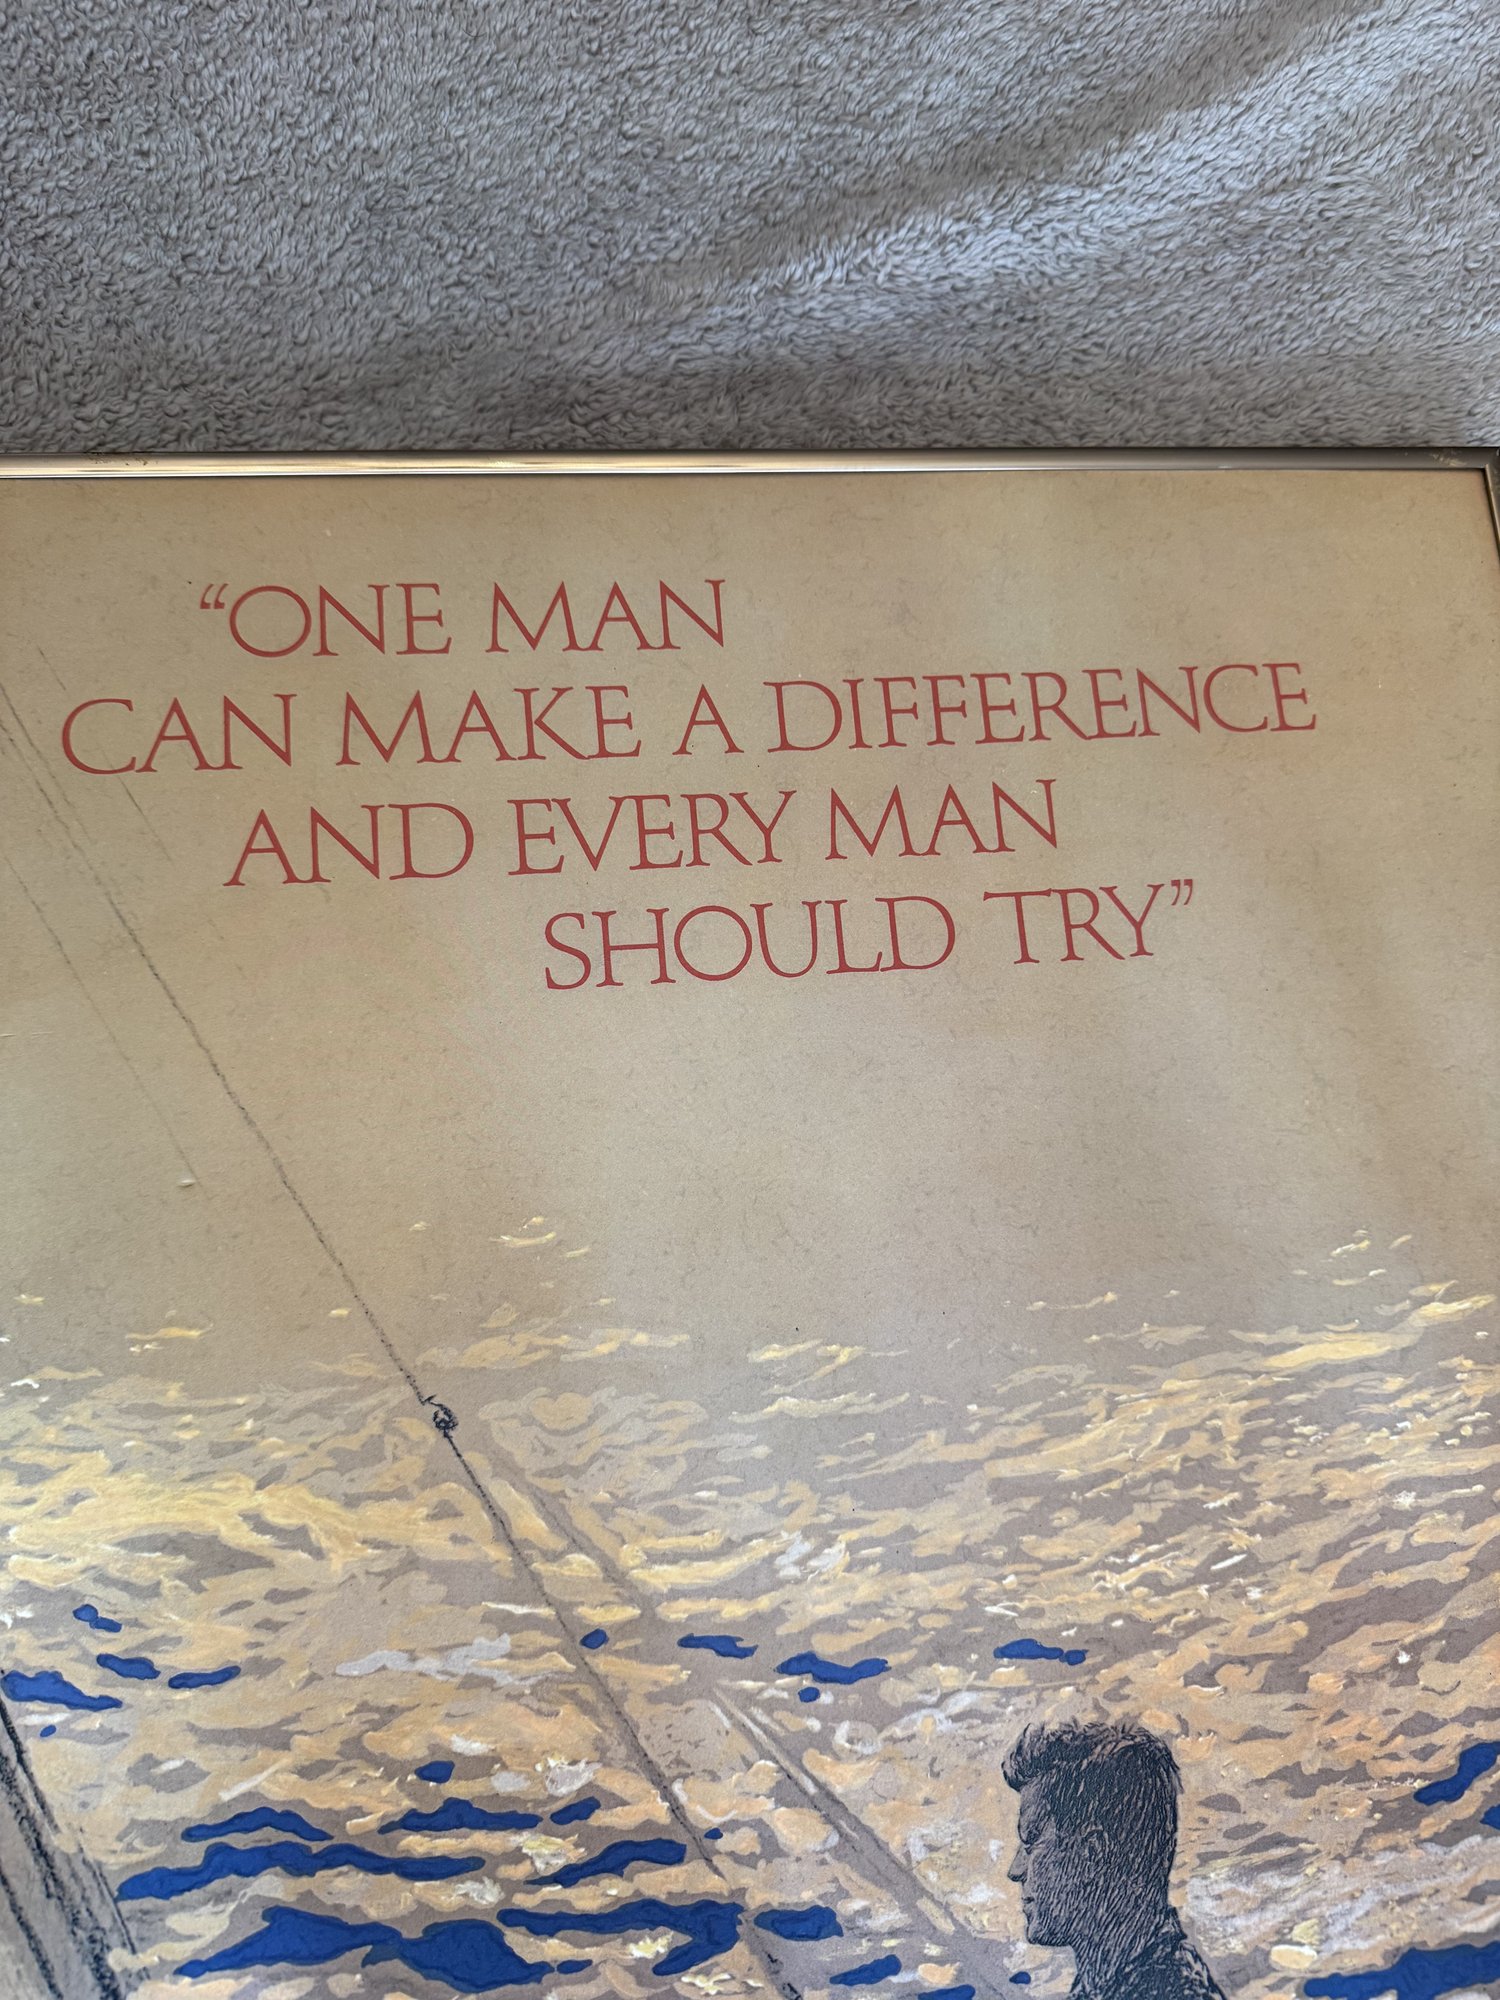 “ONE MAN
CAN MAKE A DIFFERENCE
AND EVERY MAN
SHOULD TRY”